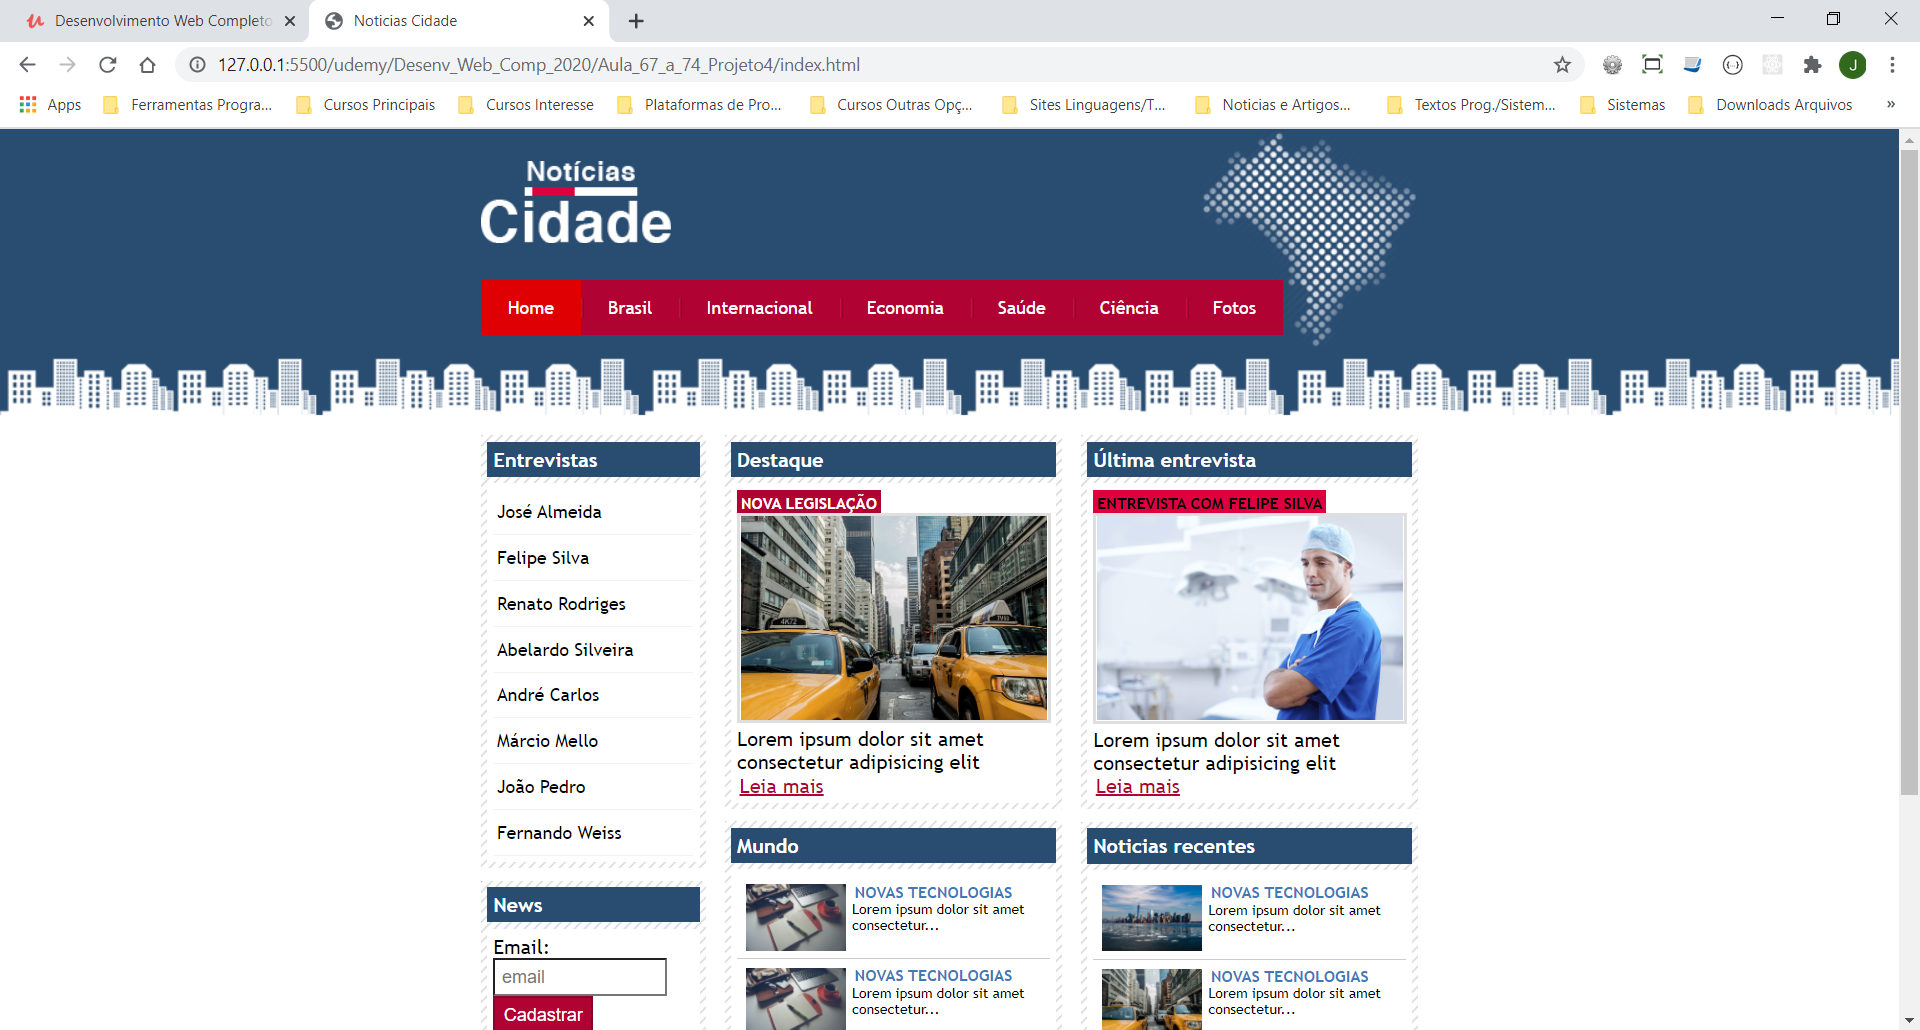 Desenvolvimento Web Completo
Noticias Cidade
127.0.0.1:5500/udemy/Desenv_Web_Comp_2020/Aula_67_a_74_Projeto4/index.html
J
Apps
Ferramentas Progra...
Cursos Principais
Cursos Interesse
Plataformas de Pro...
Cursos Outras Opç...
Sites Linguagens/T...
Noticias e Artigos...
Textos Prog./Sistem...
Sistemas
Downloads Arquivos
»
Notícias
Cidade
Home
Brasil
Internacional
Economia
Saúde
Ciência
Fotos
Entrevistas
José Almeida
Felipe Silva
Renato Rodriges
Abelardo Silveira
André Carlos
Márcio Mello
João Pedro
Fernando Weiss
News
Email:
email
Cadastrar
Destaque
NOVA LEGISLAÇÃO
4K72
Lorem ipsum dolor sit amet
consectetur adipisicing elit
Leia mais
Mundo
NOVAS TECNOLOGIAS
Lorem ipsum dolor sit amet
consectetur...
NOVAS TECNOLOGIAS
Lorem ipsum dolor sit amet
consectetur...
Última entrevista
ENTREVISTA COM FELIPE SILVA
Lorem ipsum dolor sit amet
consectetur adipisicing elit
Leia mais
Noticias recentes
NOVAS TECNOLOGIAS
Lorem ipsum dolor sit amet
consectetur...
NOVAS TECNOLOGIAS
Lorem ipsum dolor sit amet
consectetur...